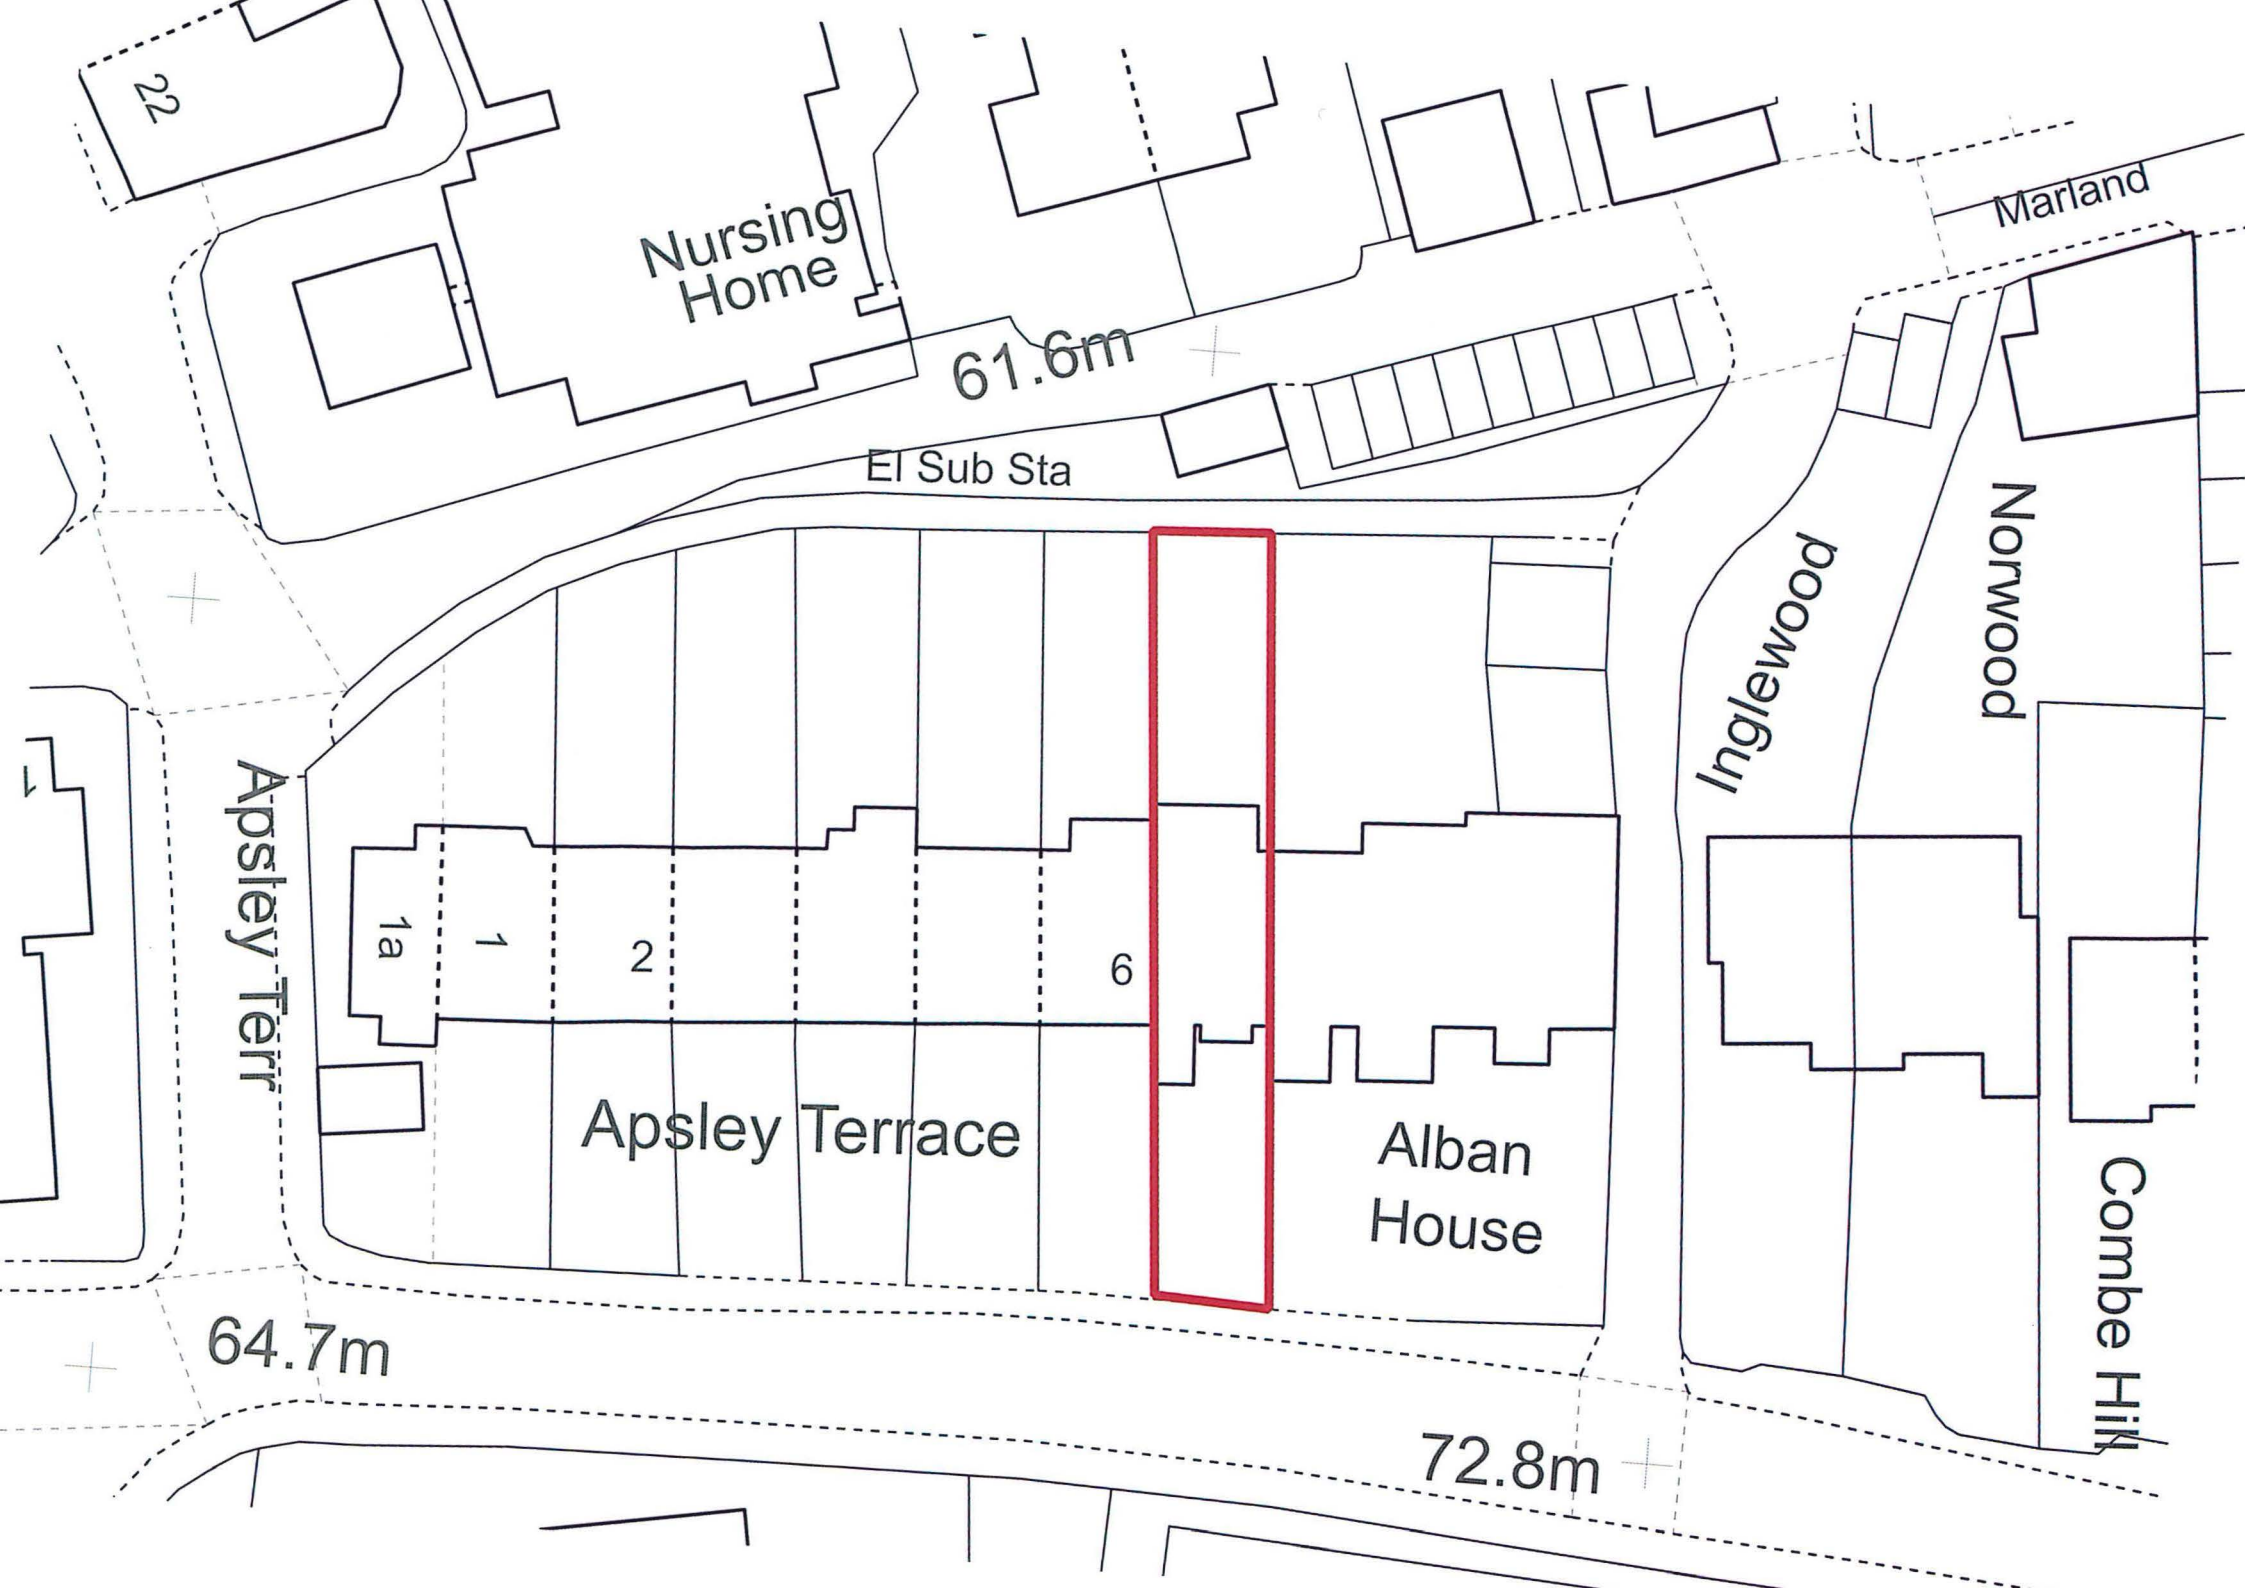 22
Nursing
Home
Marland
61.6m
El Sub Sta
Norwood
Inglewood
1
Apsley Terr
1a
1
2
6
Apsley Terrace
Alban
House
Combe Hill
64.7m
72.8m